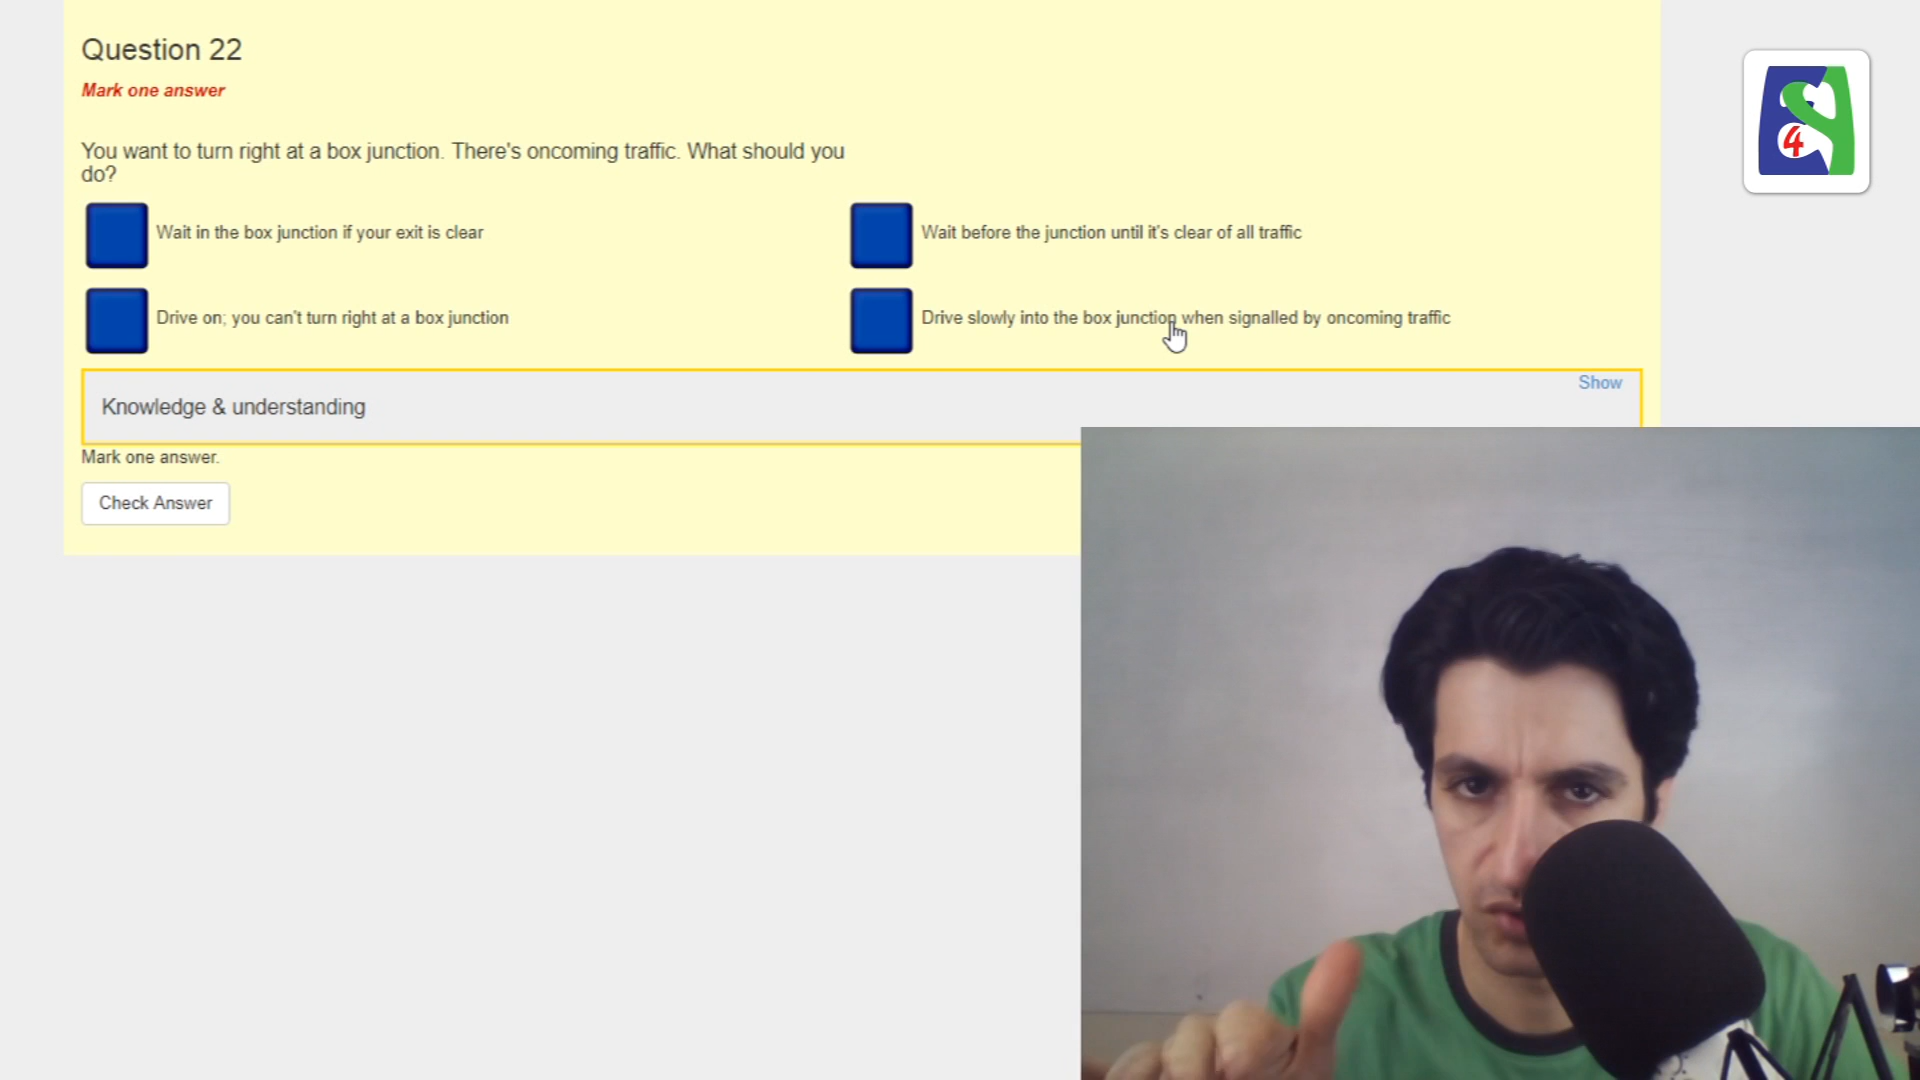 Question 22
Mark one answer
You want to turn right at a box junction. There's oncoming traffic. What should you
do?
Wait in the box junction if your exit is clear
Wait before the junction until it's clear of all traffic
Drive on; you can't turn right at a box junction
Drive slowly into the box junction when signalled by oncoming traffic
Show
Knowledge & understanding
Mark one answer.
Check Answer
4